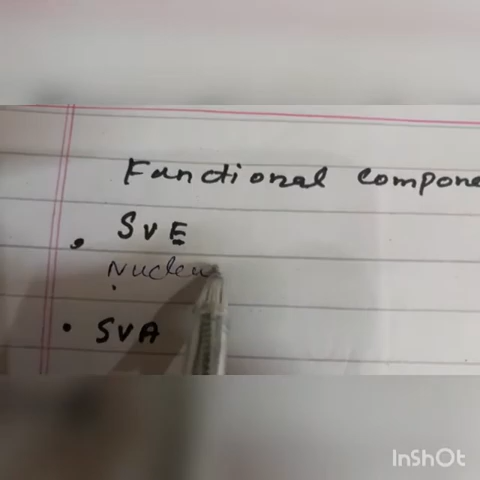 Functional compone
• SVE
Nucleu
• SVA
InShOt